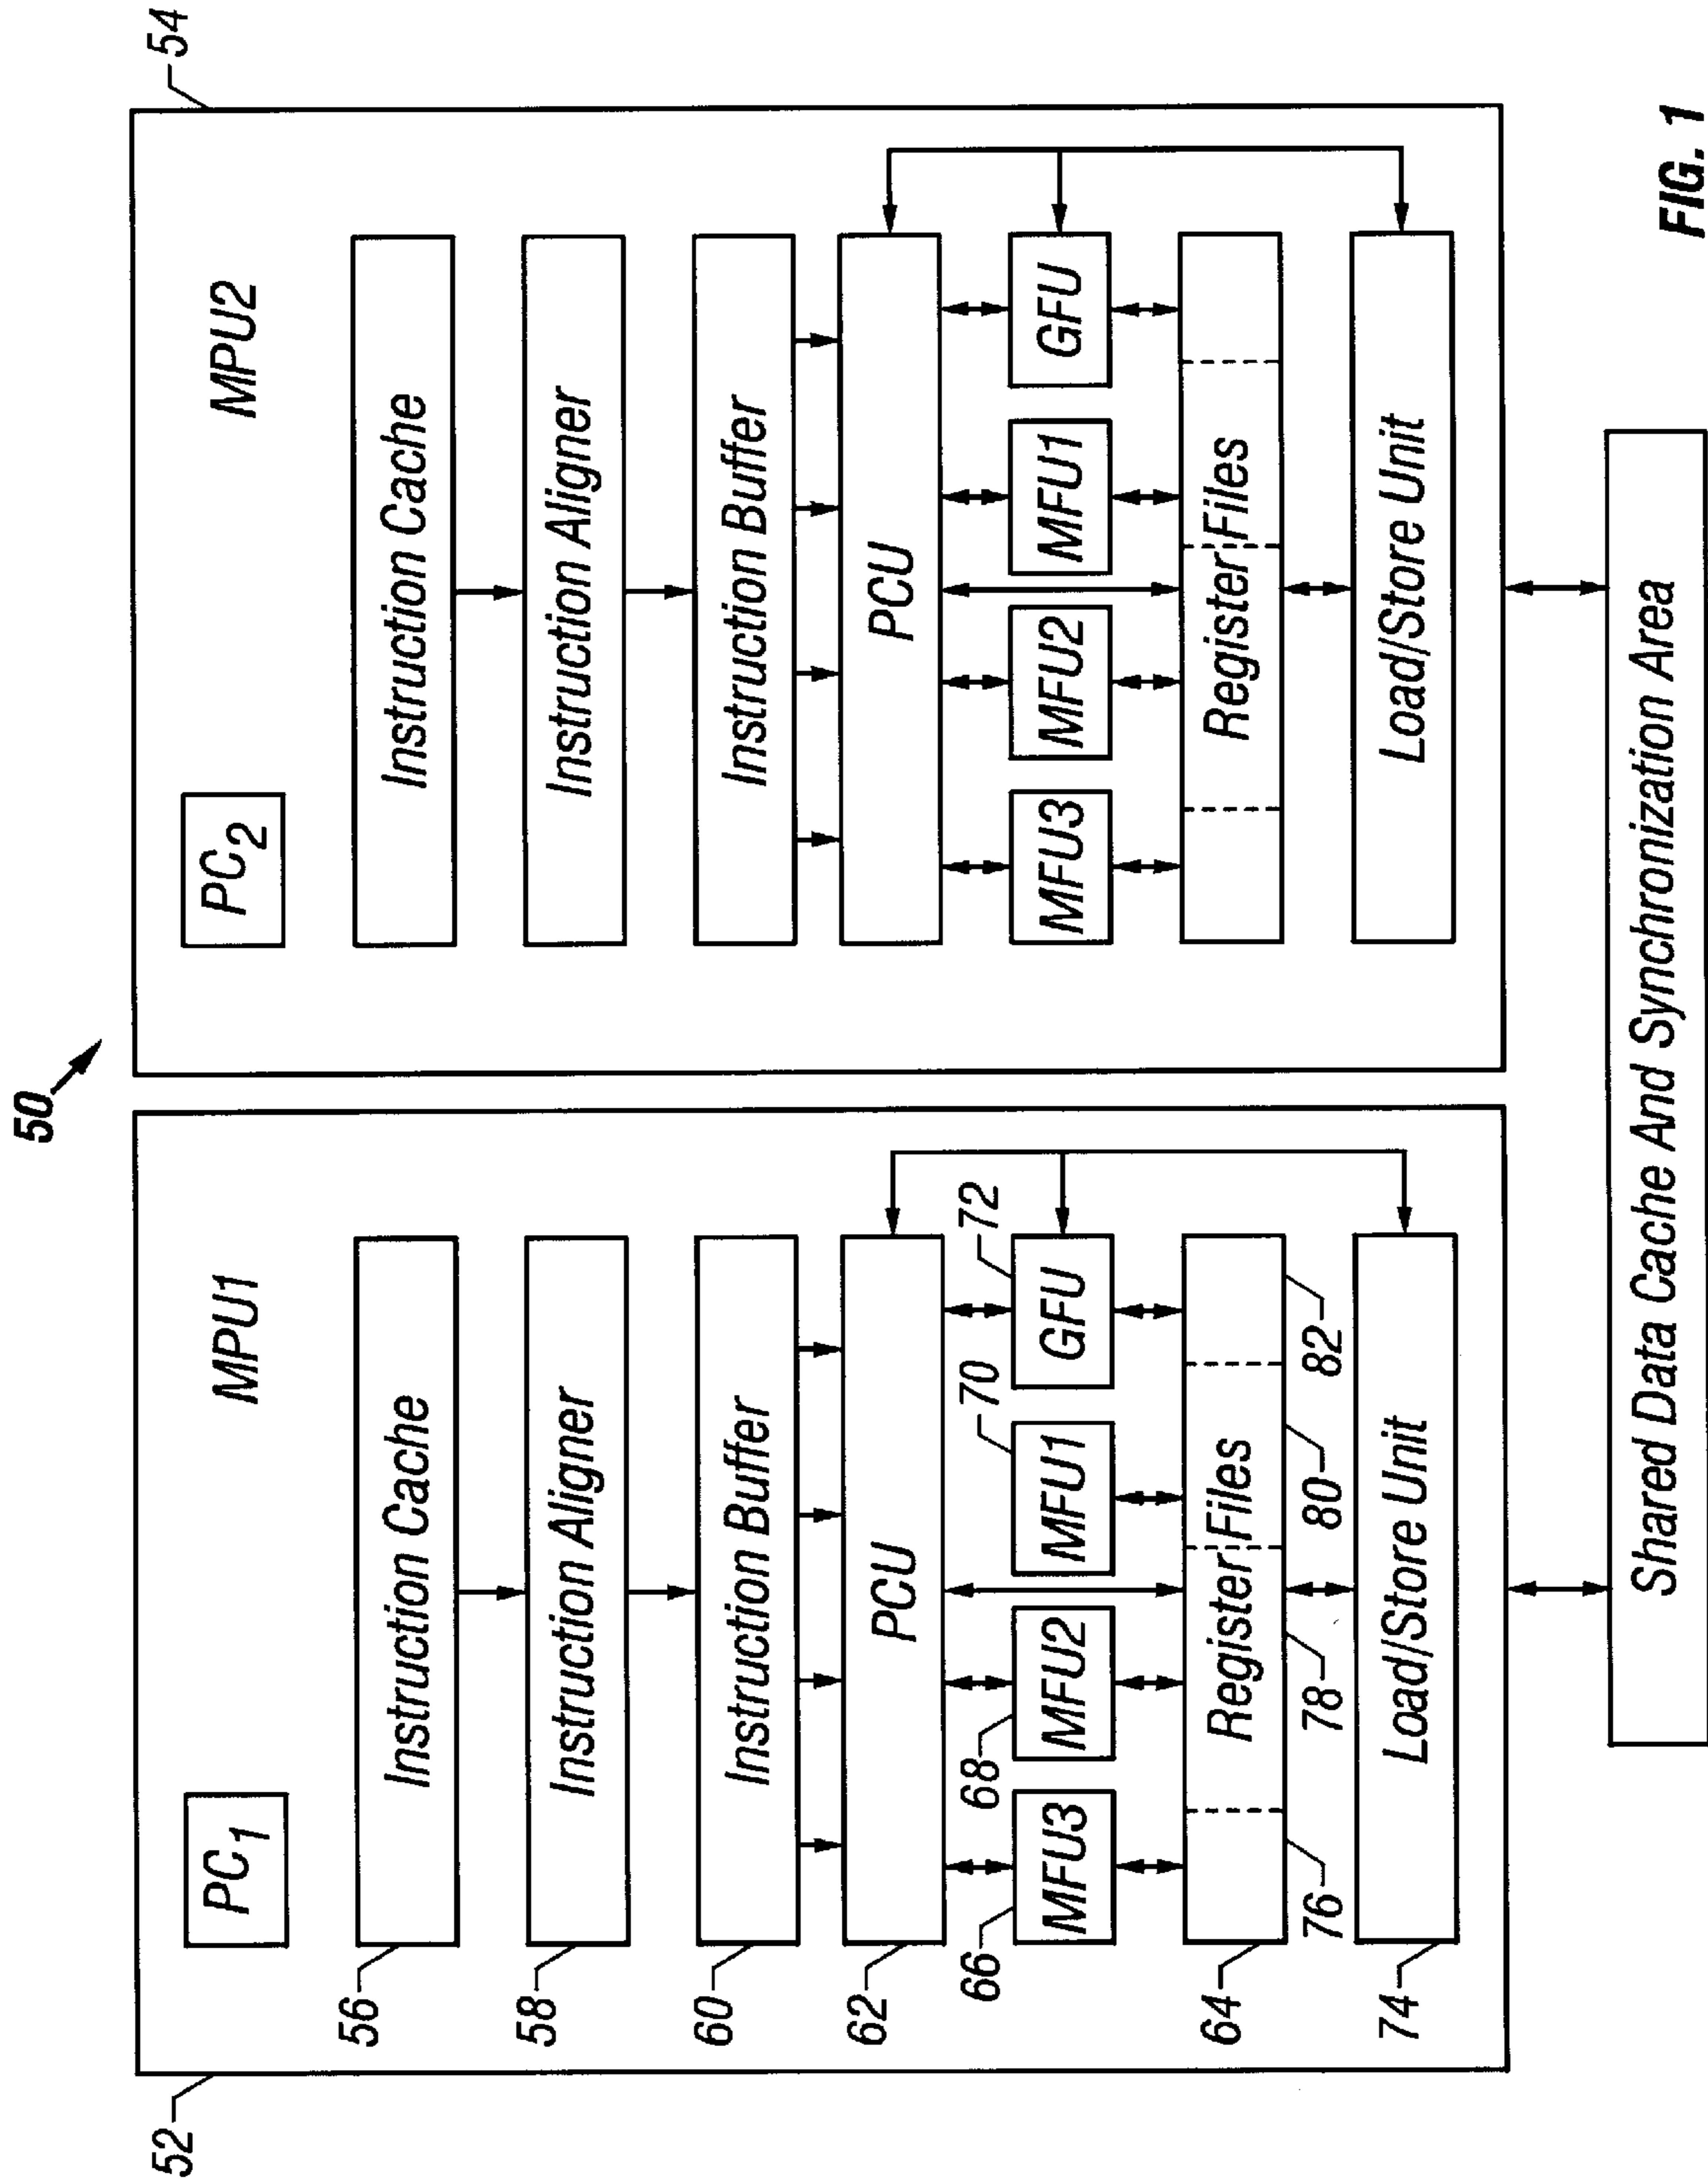 50
52
MPU1
PC1
56
Instruction Cache
58
Instruction Aligner
60
Instruction Buffer
62
PCU
66
MFU3
68
MFU2
70
MFU1
72
GFU
64
Register Files
76
78
80
82
74
Load/Store Unit
54
MPU2
PC2
Instruction Cache
Instruction Aligner
Instruction Buffer
PCU
MFU3
MFU2
MFU1
GFU
Register Files
Load/Store Unit
Shared Data Cache And Synchronization Area
FIG. 1